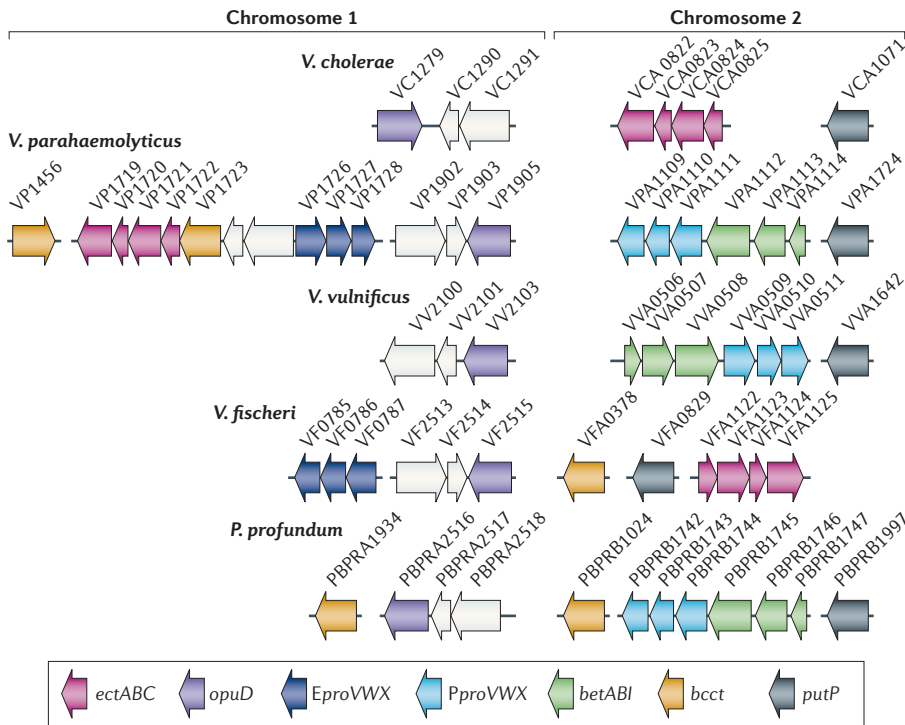 Chromosome 1 Chromosome 2
V. cholerae
VC1279 VC1290 VC1291 VCA0822 VCA0823 VCA0824 VCA0825 VCA1071
V. parahaemolyticus
VP1456 VP1719 VP1720 VP1721 VP1722 VP1723 VP1726 VP1727 VP1728 VP1902 VP1903 VP1905 VPA1109 VPA1110 VPA1111 VPA1112 VPA1113 VPA1114 VPA1724
V. vulnificus
VV2100 VV2101 VV2103 VVA0506 VVA0507 VVA0508 VVA0509 VVA0510 VVA0511 VVA1642
V. fischeri
VF0785 VF0786 VF0787 VF2513 VF2514 VF2515 VFA0378 VFA0829 VFA1122 VFA1123 VFA1124 VFA1125
P. profundum
PBPRA1934 PBPRA2516 PBPRA2517 PBPRA2518 PBPRB1024 PBPRB1742 PBPRB1743 PBPRB1744 PBPRB1745 PBPRB1746 PBPRB1747 PBPRB1997
ectABC opuD EproVWX PproVWX betABI bcct putP